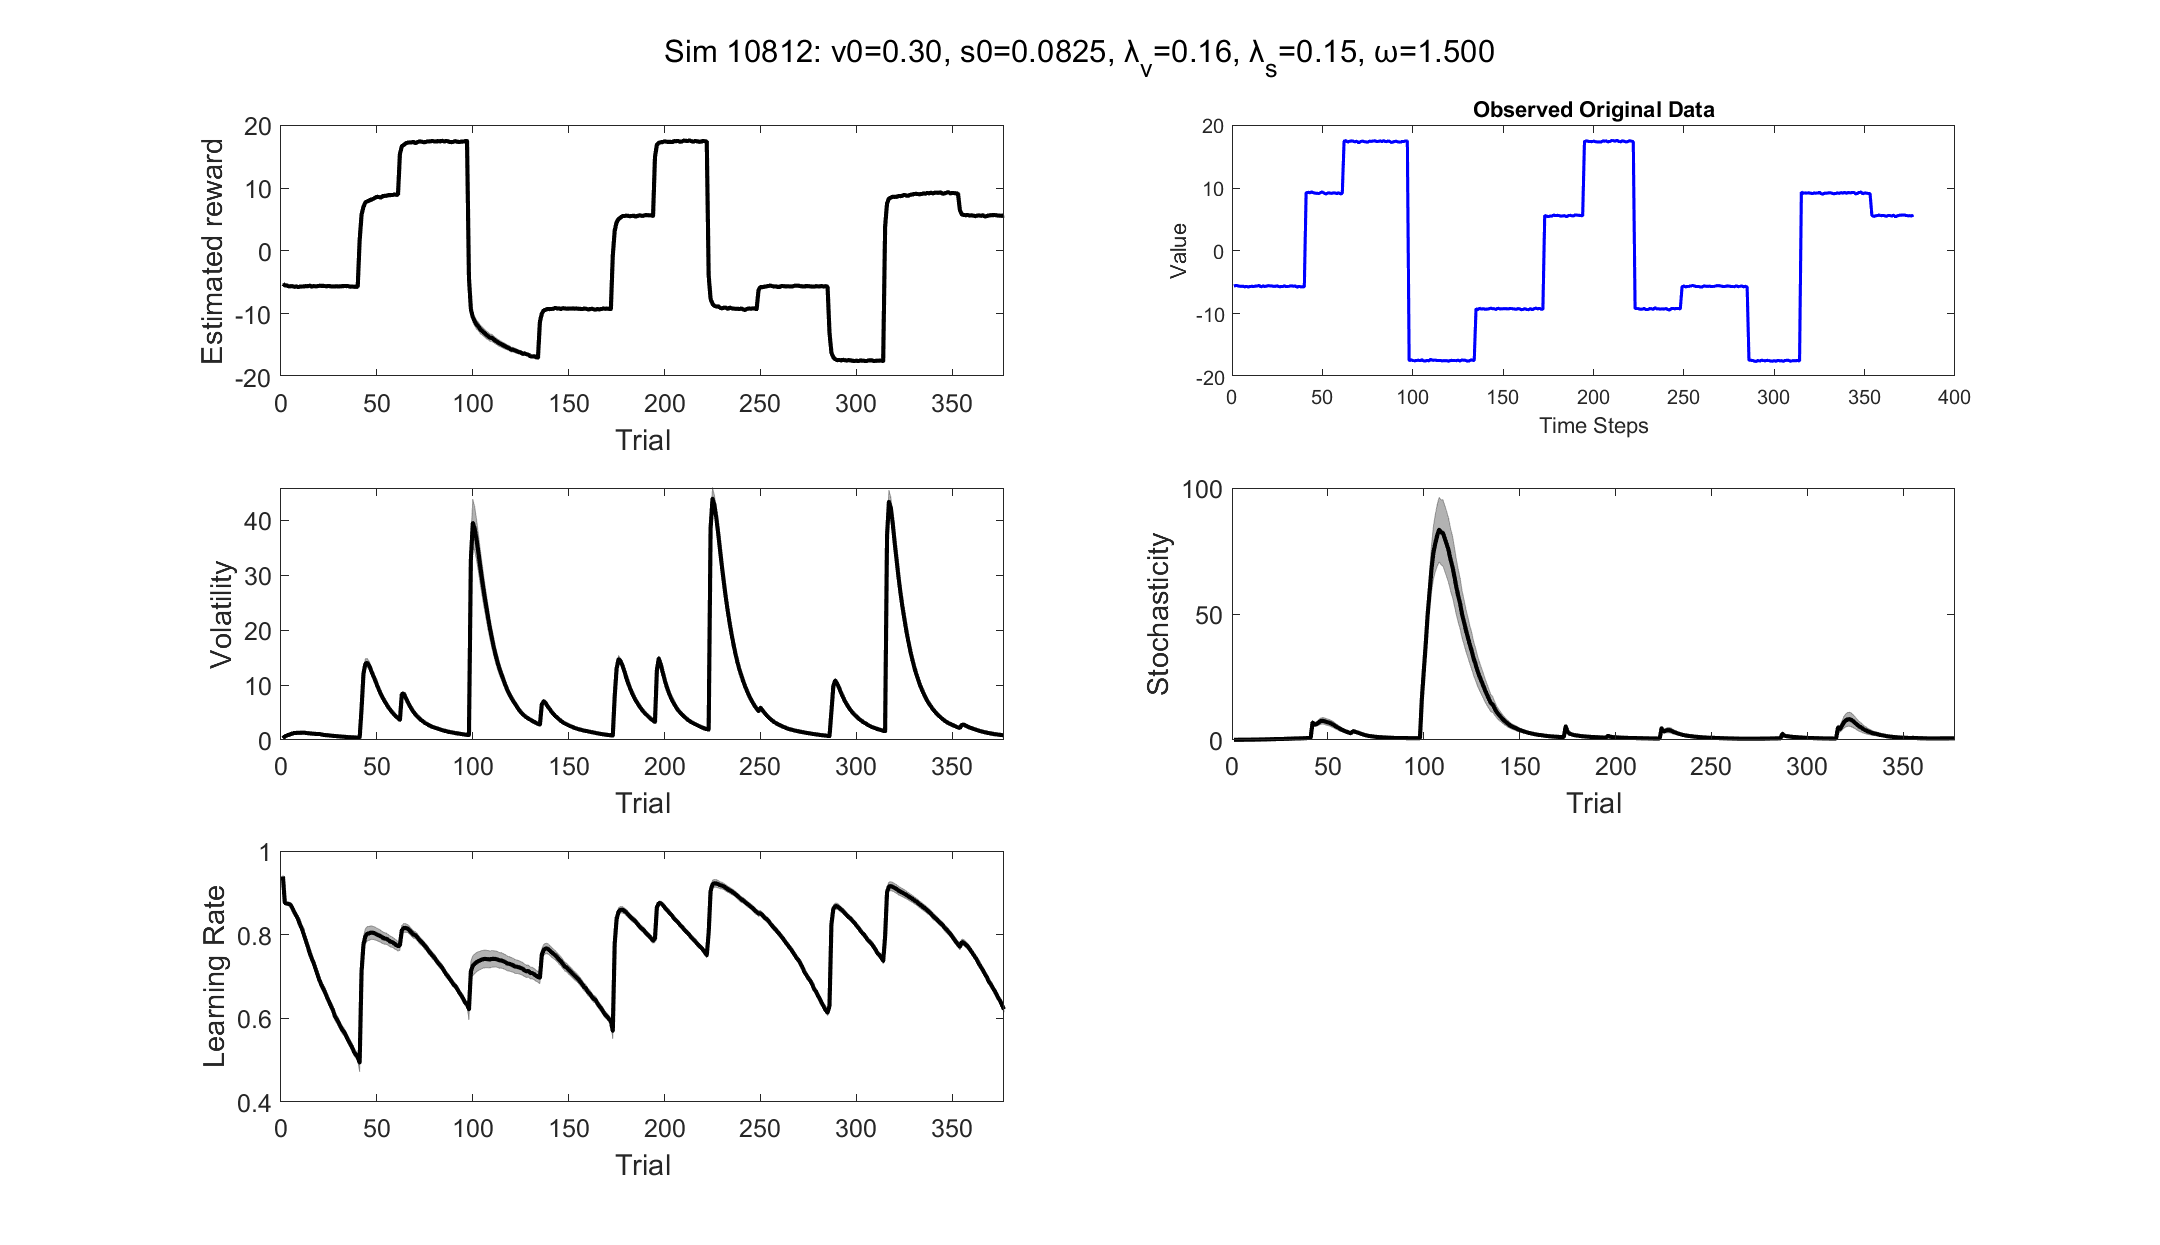 Sim 10812: v0=0.30, s0=0.0825, λv=0.16, λs=0.15, ω=1.500
Estimated reward
20
10
0
-10
-20
0 50 100 150 200 250 300 350
Trial
Observed Original Data
Value
20
10
0
-10
-20
0 50 100 150 200 250 300 350 400
Time Steps
Volatility
40
30
20
10
0
0 50 100 150 200 250 300 350
Trial
Stochasticity
100
50
0
0 50 100 150 200 250 300 350
Trial
Learning Rate
1
0.8
0.6
0.4
0 50 100 150 200 250 300 350
Trial